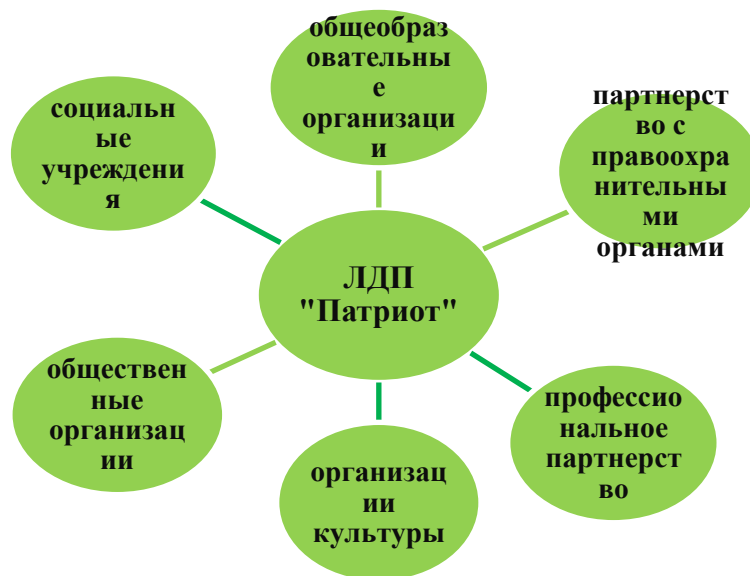 общеобраз
овательны
е
организаци
и
партнерст
во с
правоохра
нительны
ми
органами
профессио
нальное
партнерст
во
организац
ии
культуры
обществен
ные
организац
ии
социальн
ые
учреждени
я
ЛДП
"Патриот"